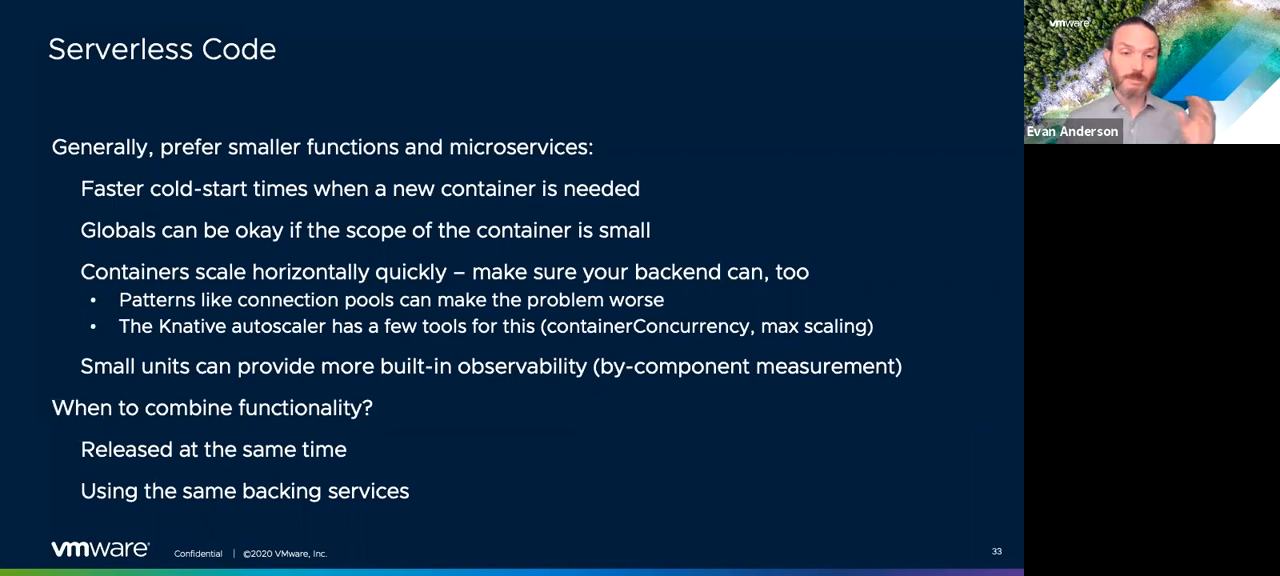 Serverless Code
Generally, prefer smaller functions and microservices:
Faster cold-start times when a new container is needed
Globals can be okay if the scope of the container is small
Containers scale horizontally quickly – make sure your backend can, too
• Patterns like connection pools can make the problem worse
• The Knative autoscaler has a few tools for this (containerConcurrency, max scaling)
Small units can provide more built-in observability (by-component measurement)
When to combine functionality?
Released at the same time
Using the same backing services
vmware
Confidential | ©2020 VMware, Inc.
33
vmware
Evan Anderson